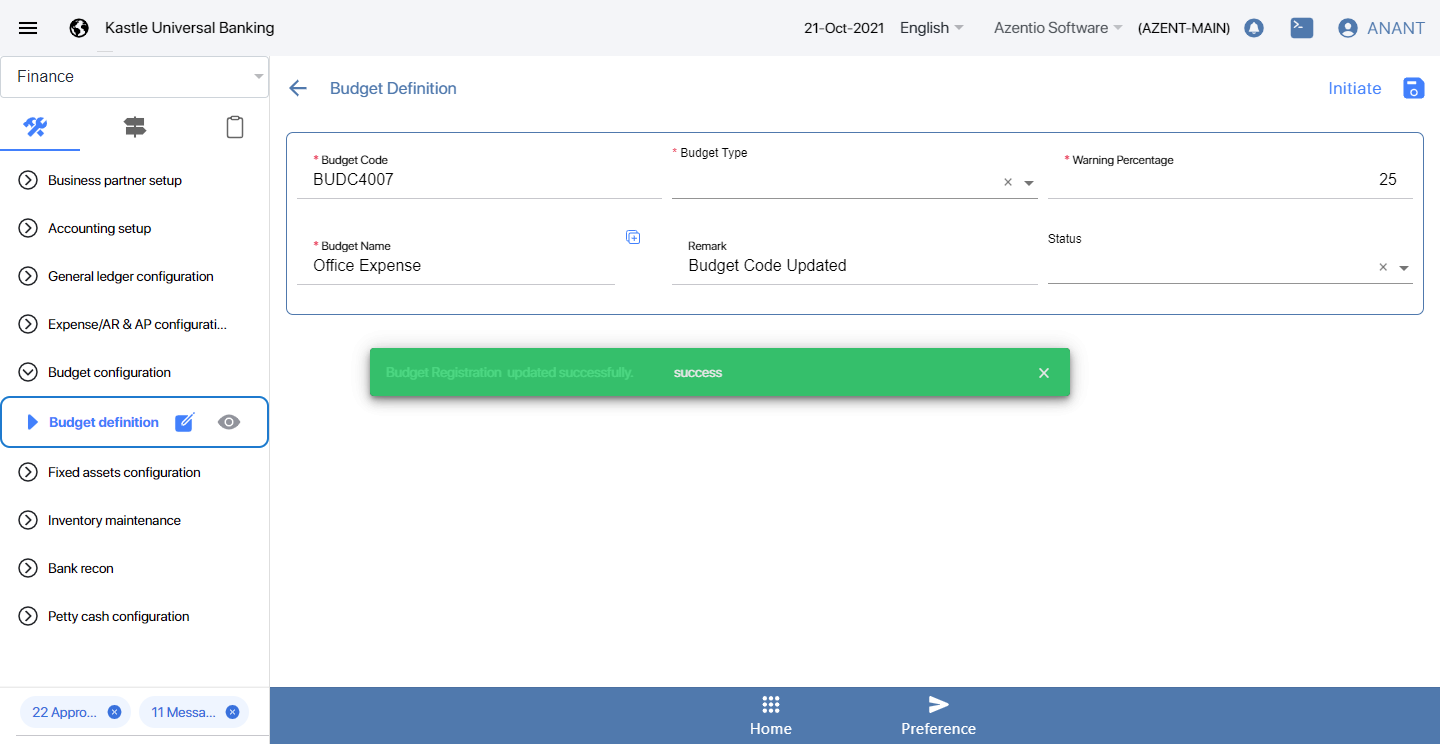 Kastle Universal Banking
21-Oct-2021 English Azentio Software (AZENT-MAIN) ANANT
Finance
Business partner setup
Accounting setup
General ledger configuration
Expense/AR & AP configurati...
Budget configuration
Budget definition
Fixed assets configuration
Inventory maintenance
Bank recon
Petty cash configuration
22 Appro... 11 Messa...
Budget Definition
Initiate
* Budget Code
BUDC4007
* Budget Type
* Warning Percentage
25
* Budget Name
Office Expense
Remark
Budget Code Updated
Status
Budget Registration updated successfully. success
Home
Preference